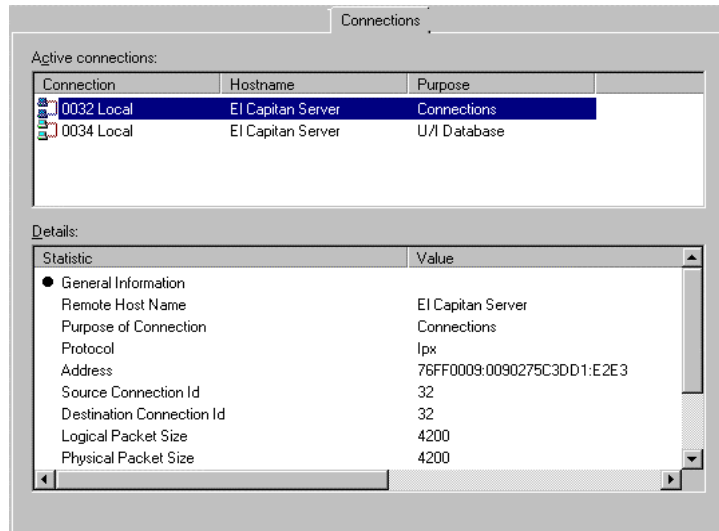 Connections
Active connections:
Connection Hostname Purpose
0032 Local El Capitan Server Connections
0034 Local El Capitan Server U/I Database
Details:
Statistic Value
General Information
Remote Host Name El Capitan Server
Purpose of Connection Connections
Protocol Ipx
Address 76FF0009:0090275C3DD1:E2E3
Source Connection Id 32
Destination Connection Id 32
Logical Packet Size 4200
Physical Packet Size 4200